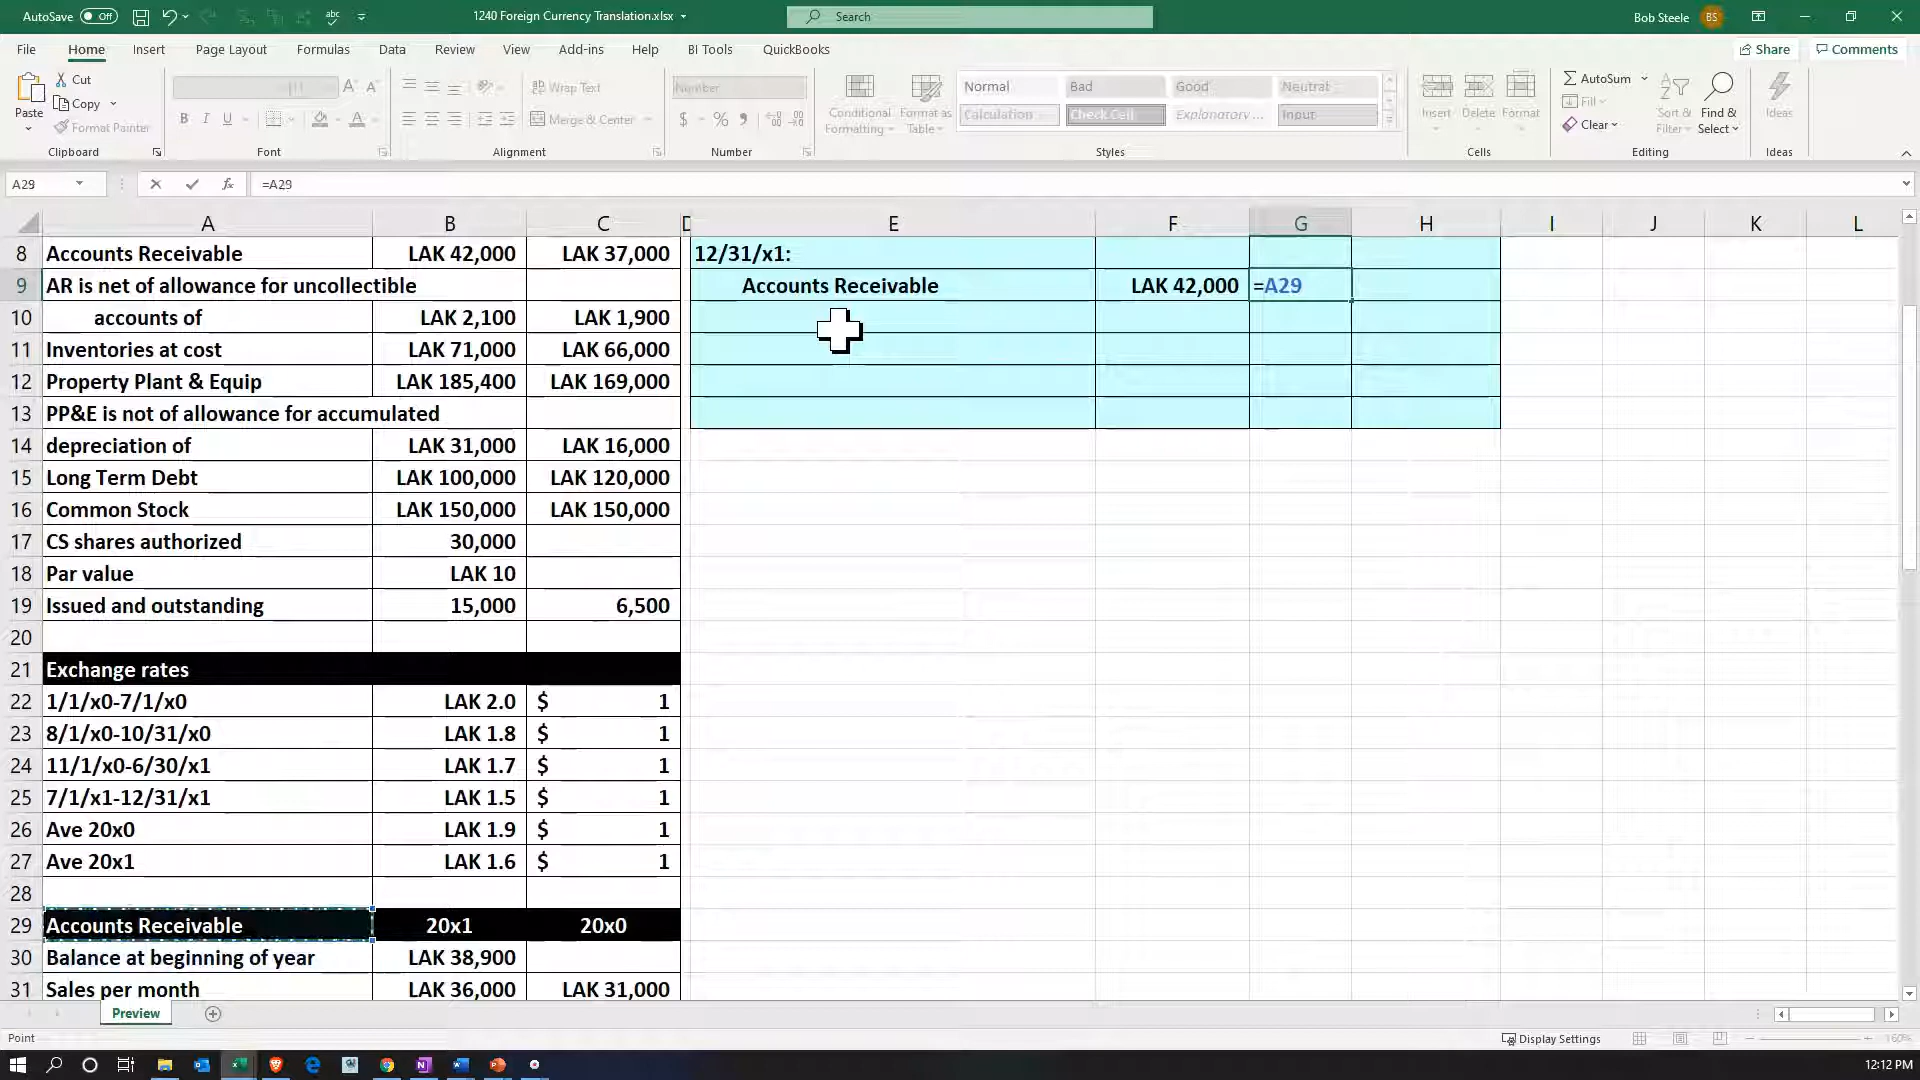 AutoSave Off abc 1240 Foreign Currency Translation.xlsx Search Bob Steele BS
File Home Insert Page Layout Formulas Data Review View Add-ins Help BI Tools QuickBooks Share Comments
Paste Cut Copy Format Painter Wrap Text Merge & Center Number Conditional Formatting Format as Table Normal Bad Good Neutral Calculation Check Cell Explanatory ... Input Insert Delete Format AutoSum Fill Clear Sort & Filter Find & Select Ideas
Clipboard Font Alignment Number Styles Cells Editing Ideas
A29 fx =A29
A B C D E F G H I J K L
8 Accounts Receivable LAK 42,000 LAK 37,000 12/31/x1:
9 AR is net of allowance for uncollectible Accounts Receivable LAK 42,000 =A29
10 accounts of LAK 2,100 LAK 1,900
11 Inventories at cost LAK 71,000 LAK 66,000
12 Property Plant & Equip LAK 185,400 LAK 169,000
13 PP&E is not of allowance for accumulated
14 depreciation of LAK 31,000 LAK 16,000
15 Long Term Debt LAK 100,000 LAK 120,000
16 Common Stock LAK 150,000 LAK 150,000
17 CS shares authorized 30,000
18 Par value LAK 10
19 Issued and outstanding 15,000 6,500
20
21 Exchange rates
22 1/1/x0-7/1/x0 LAK 2.0 $ 1
23 8/1/x0-10/31/x0 LAK 1.8 $ 1
24 11/1/x0-6/30/x1 LAK 1.7 $ 1
25 7/1/x1-12/31/x1 LAK 1.5 $ 1
26 Ave 20x0 LAK 1.9 $ 1
27 Ave 20x1 LAK 1.6 $ 1
28
29 Accounts Receivable 20x1 20x0
30 Balance at beginning of year LAK 38,900
31 Sales per month LAK 36,000 LAK 31,000
Preview
Point Display Settings 160%
12:12 PM